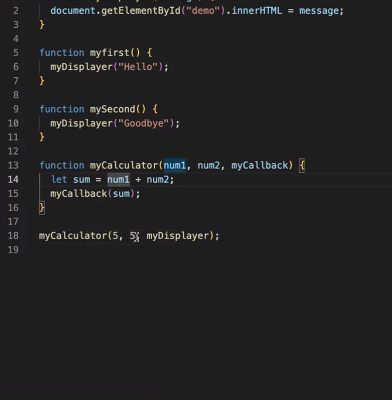 2 document.getElementById("demo").innerHTML = message;
3 }
4
5 function myfirst() {
6 myDisplayer("Hello");
7 }
8
9 function mySecond() {
10 myDisplayer("Goodbye");
11 }
12
13 function myCalculator(num1, num2, myCallback) {
14 let sum = num1 + num2;
15 myCallback(sum);
16 }
17
18 myCalculator(5, 5, myDisplayer);
19